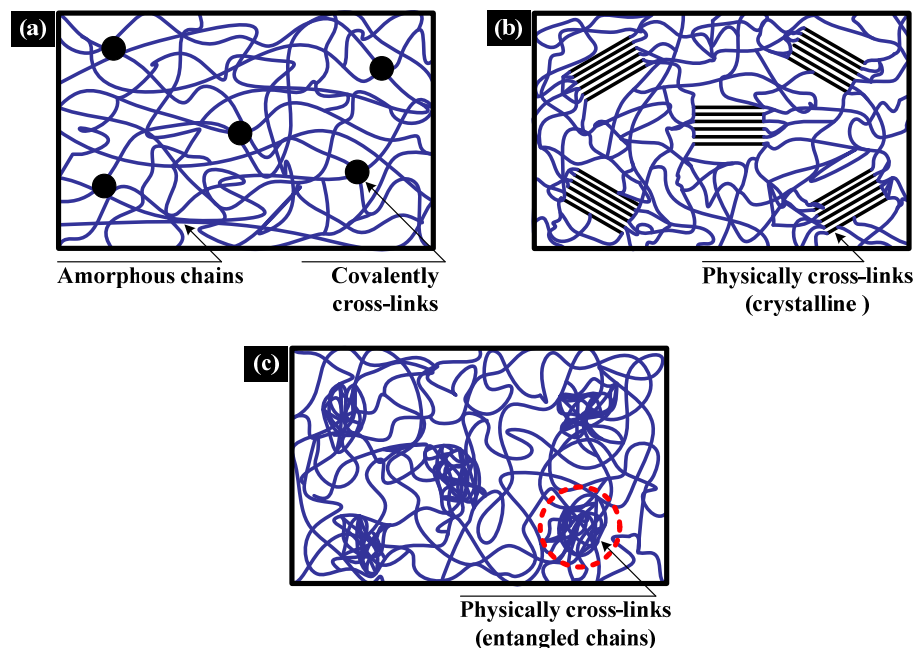 (a)
(b)
Amorphous chains
Covalently
cross-links
Physically cross-links
(crystalline )
(c)
Physically cross-links
(entangled chains)